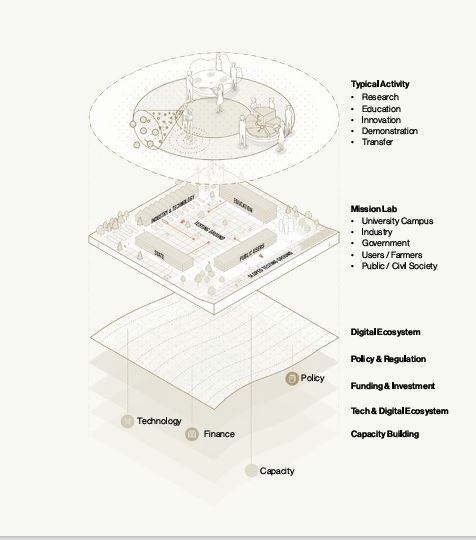 Typical Activity
• Research
• Education
• Innovation
• Demonstration
• Transfer
INDUSTRY & TECHNOLOGY
EDUCATION
TESTING GROUND
STATE
PUBLIC USERS
SLOPED TESTING GROUND
Mission Lab
• University Campus
• Industry
• Government
• Users / Farmers
• Public / Civil Society
Digital Ecosystem
Policy & Regulation
Policy
Funding & Investment
Tech & Digital Ecosystem
Technology
Finance
Capacity Building
Capacity